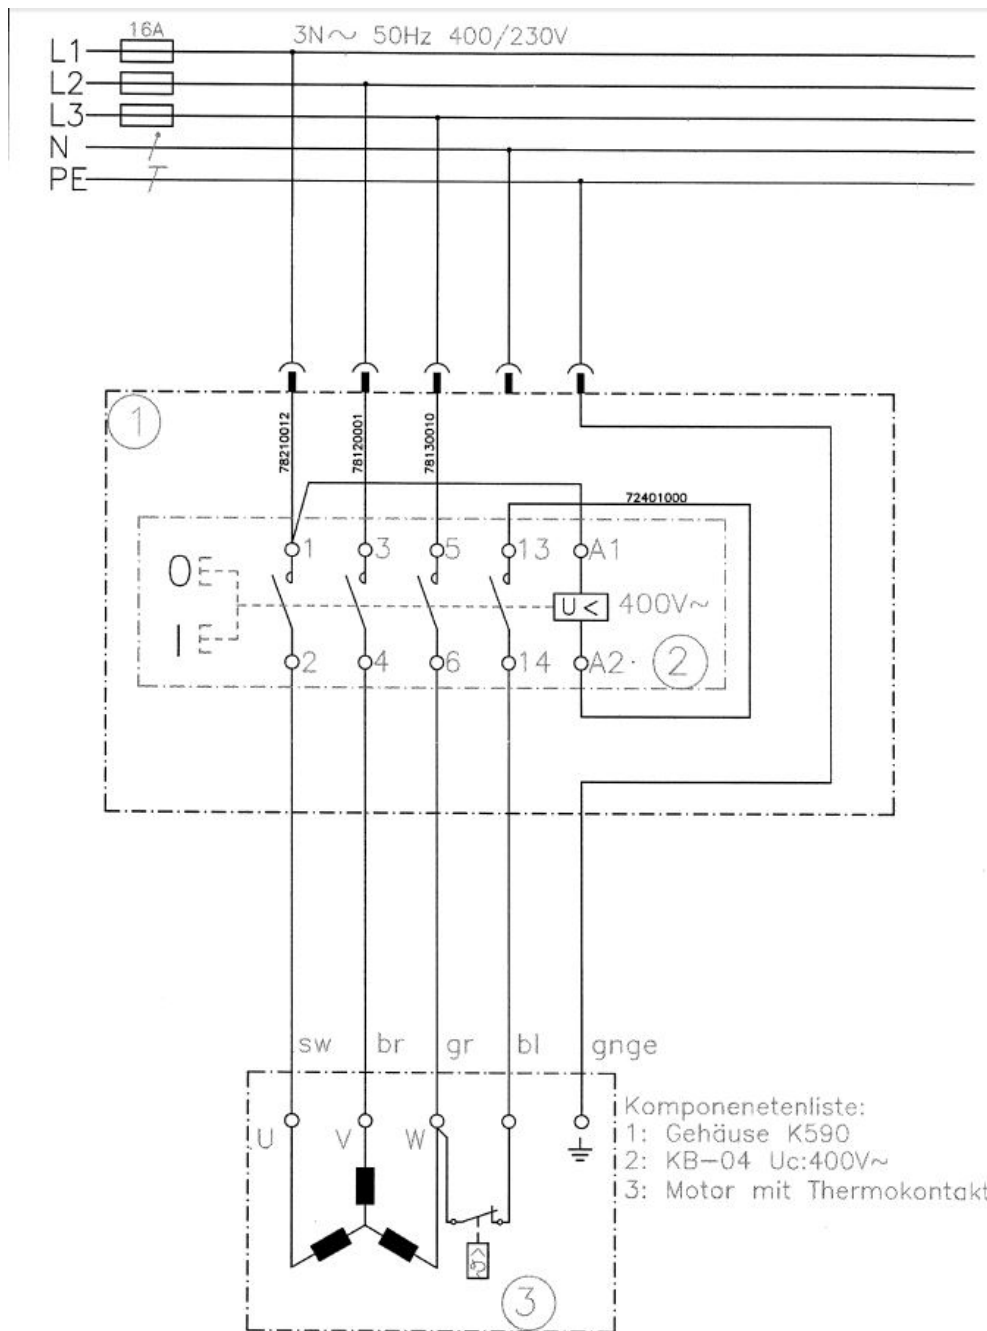 16A
3N~ 50Hz 400/230V
L1
L2
L3
N
PE
1
78210012
78120001
78130010
72401000
1 3 5 13 A1
0
U< 400V~
I
2 4 6 14 A2 2
sw br gr bl gnge
U V W
Komponenetenliste:
1: Gehäuse K590
2: KB-04 Uc:400V~
3: Motor mit Thermokontakt
3